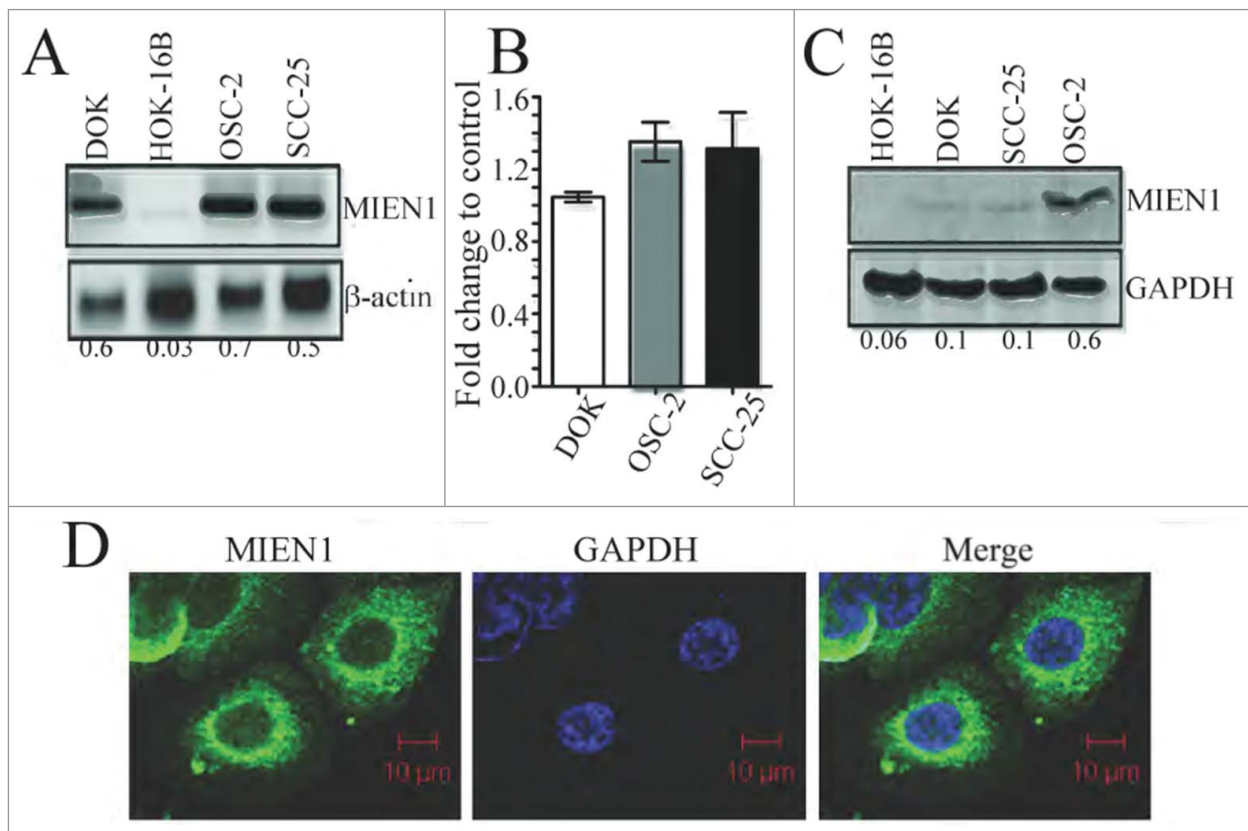 A
DOK
HOK-16B
OSC-2
SCC-25
MIEN1
β-actin
0.6 0.03 0.7 0.5
B
Fold change to control
1.6
1.2
0.8
0.4
0.0
DOK
OSC-2
SCC-25
C
HOK-16B
DOK
SCC-25
OSC-2
MIEN1
GAPDH
0.06 0.1 0.1 0.6
D
MIEN1 GAPDH Merge
10 µm 10 µm 10 µm